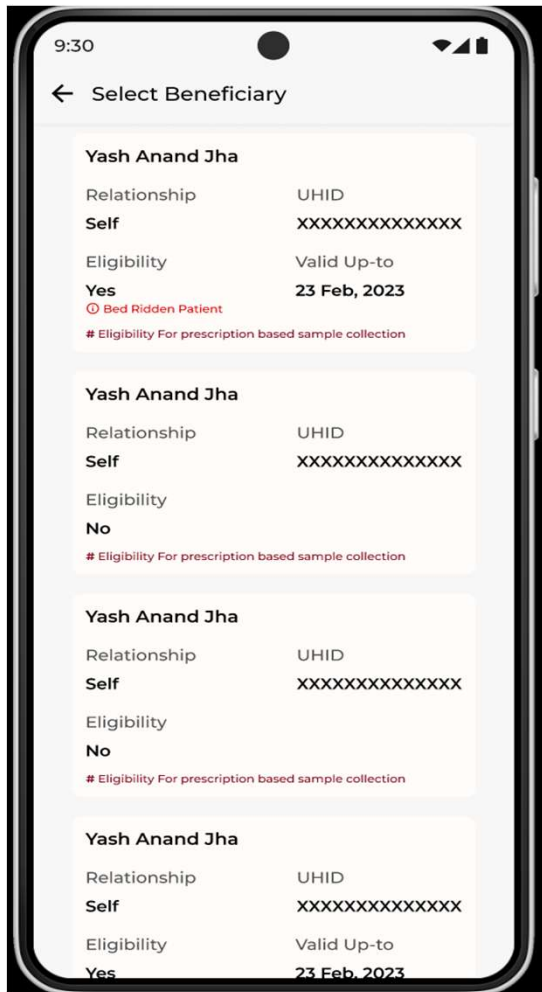 9:30
Select Beneficiary
Yash Anand Jha
Relationship UHID
Self XXXXXXXXXXXXXX
Eligibility Valid Up-to
Yes 23 Feb, 2023
Bed Ridden Patient
# Eligibility For prescription based sample collection
Yash Anand Jha
Relationship UHID
Self XXXXXXXXXXXXXX
Eligibility
No
# Eligibility For prescription based sample collection
Yash Anand Jha
Relationship UHID
Self XXXXXXXXXXXXXX
Eligibility
No
# Eligibility For prescription based sample collection
Yash Anand Jha
Relationship UHID
Self XXXXXXXXXXXXXX
Eligibility Valid Up-to
Yes 23 Feb, 2023